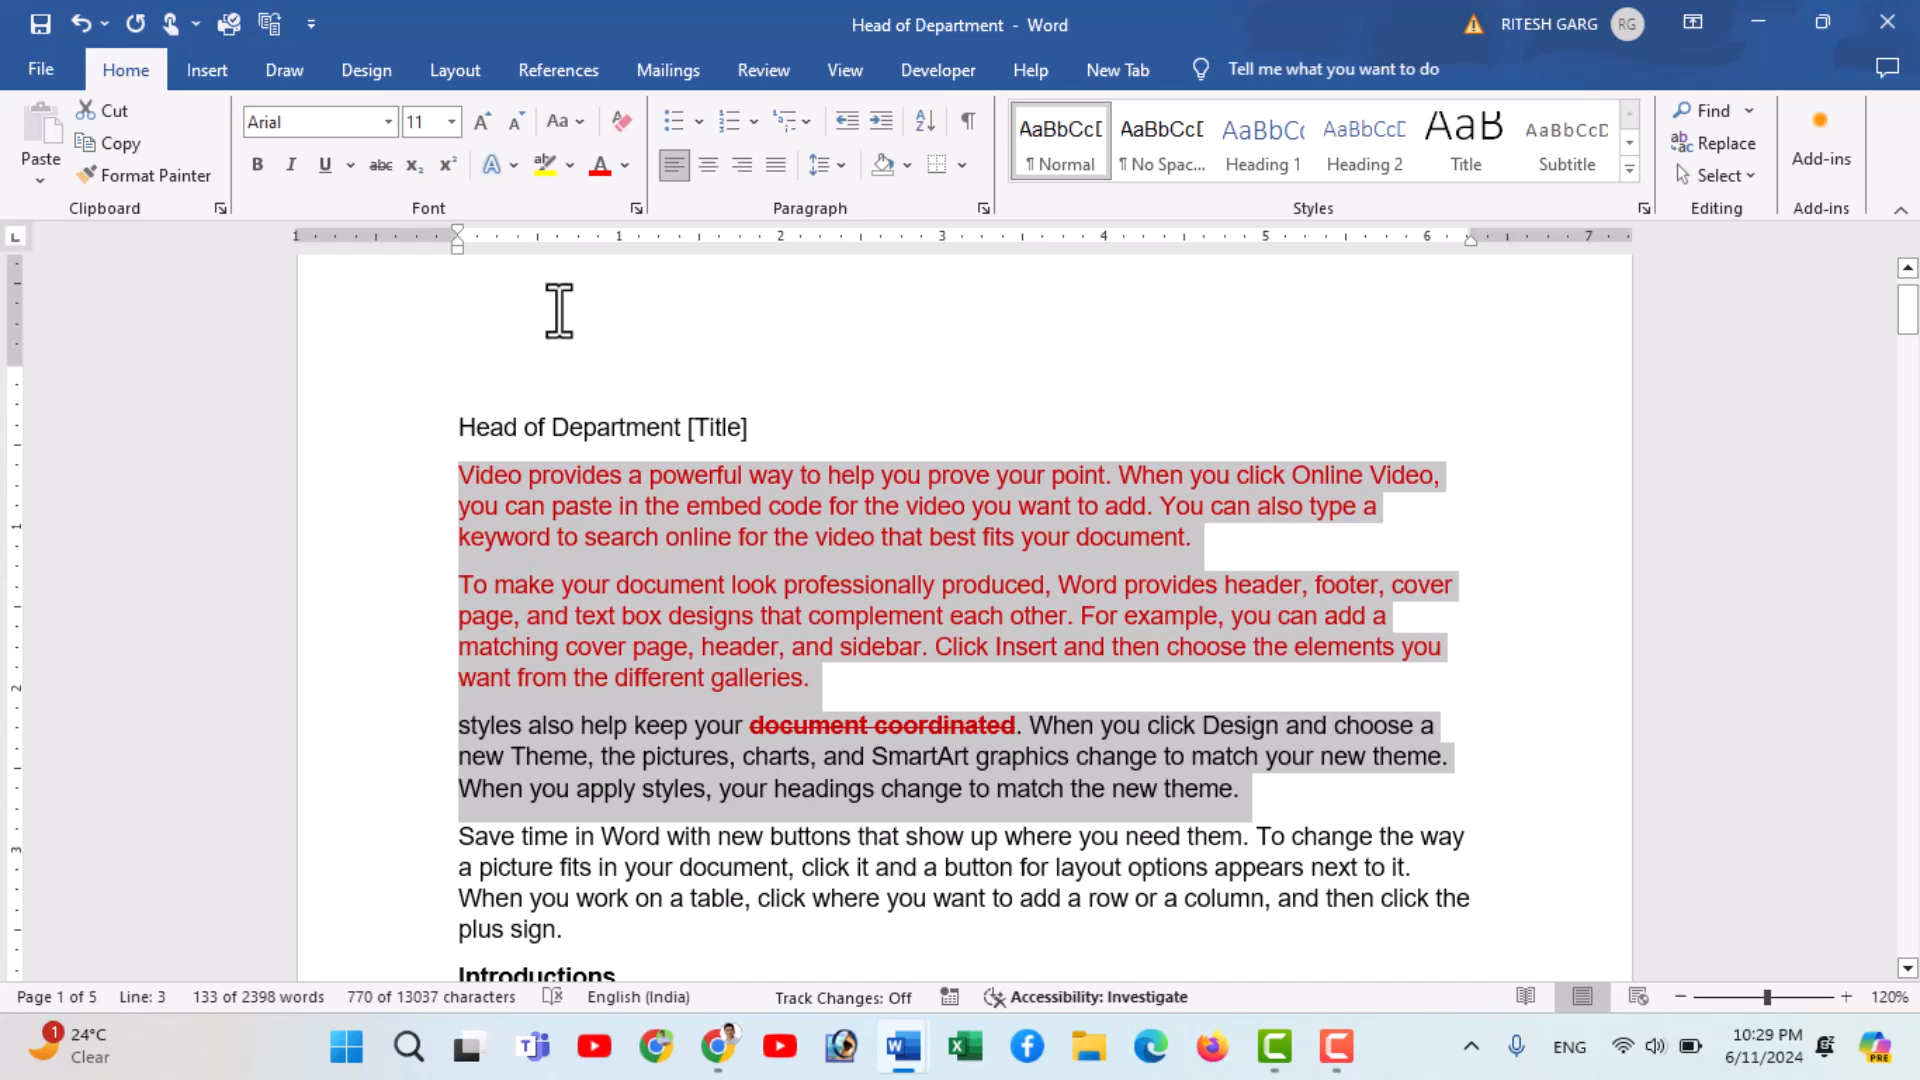 Head of Department - Word
RITESH GARG
RG
File
Home
Insert
Draw
Design
Layout
References
Mailings
Review
View
Developer
Help
New Tab
Tell me what you want to do
Paste
Cut
Copy
Format Painter
Clipboard
Arial
11
Font
Paragraph
AaBbCcD
¶ Normal
AaBbCcD
¶ No Spac...
AaBbCc
Heading 1
AaBbCcD
Heading 2
AaB
Title
AaBbCcD
Subtitle
Styles
Find
Replace
Select
Editing
Add-ins
Add-ins
1 1 2 3 4 5 6 7
Head of Department [Title]
Video provides a powerful way to help you prove your point. When you click Online Video,
you can paste in the embed code for the video you want to add. You can also type a
keyword to search online for the video that best fits your document.
To make your document look professionally produced, Word provides header, footer, cover
page, and text box designs that complement each other. For example, you can add a
matching cover page, header, and sidebar. Click Insert and then choose the elements you
want from the different galleries.
styles also help keep your document coordinated. When you click Design and choose a
new Theme, the pictures, charts, and SmartArt graphics change to match your new theme.
When you apply styles, your headings change to match the new theme.
Save time in Word with new buttons that show up where you need them. To change the way
a picture fits in your document, click it and a button for layout options appears next to it.
When you work on a table, click where you want to add a row or a column, and then click the
plus sign.
Introductions
1
2
3
Page 1 of 5
Line: 3
133 of 2398 words
770 of 13037 characters
English (India)
Track Changes: Off
Accessibility: Investigate
120%
1
24°C
Clear
ENG
10:29 PM
6/11/2024
PRE